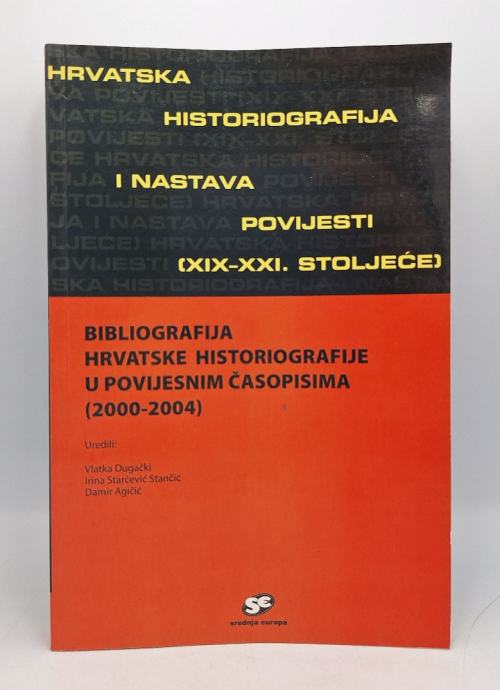 HRVATSKA
HISTORIOGRAFIJA
I NASTAVA
POVIJESTI
(XIX-XXI. STOLJEĆE)
BIBLIOGRAFIJA
HRVATSKE HISTORIOGRAFIJE
U POVIJESNIM ČASOPISIMA
(2000-2004)
Uredili:
Vlatka Dugački
Irina Starčević Stančić
Damir Agičić
SE
srednja europa